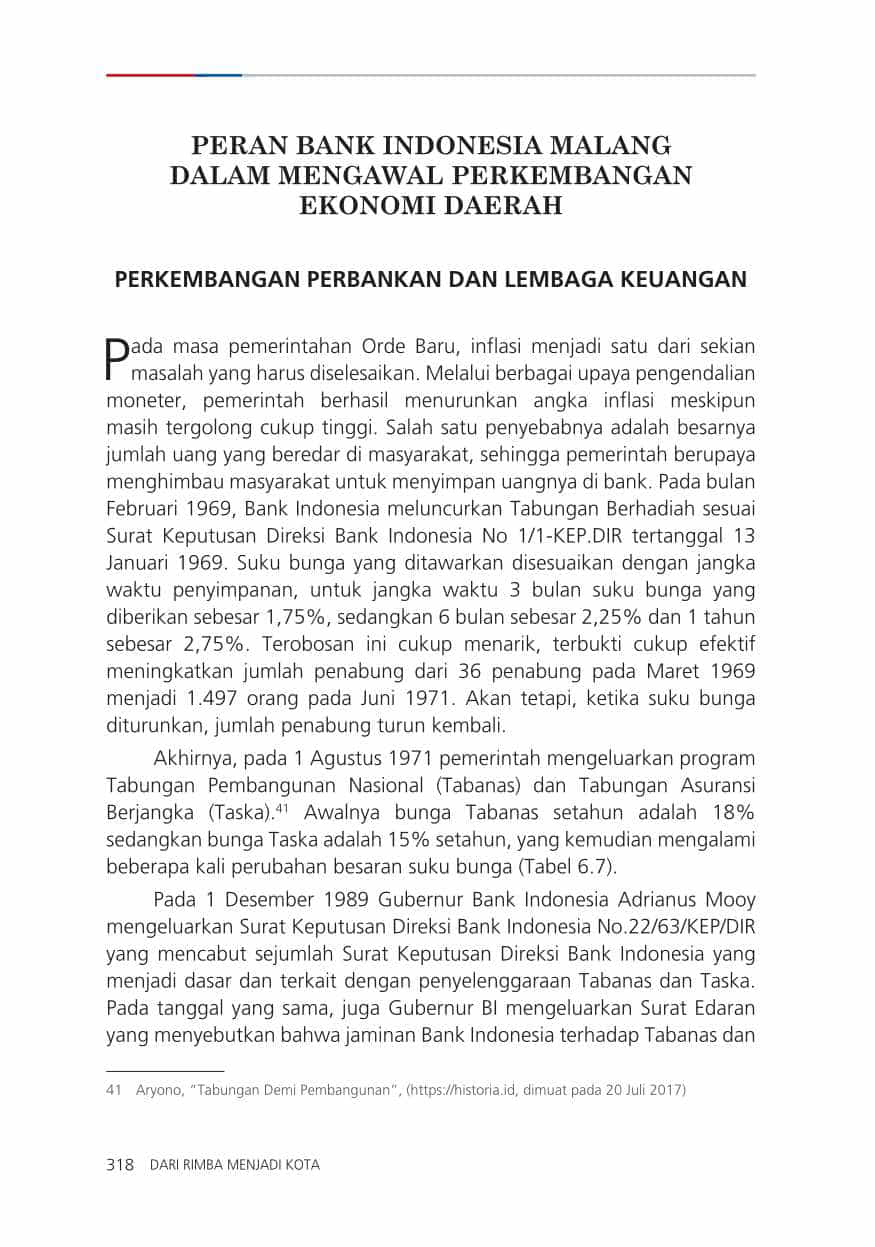 PERAN BANK INDONESIA MALANG
DALAM MENGAWAL PERKEMBANGAN
EKONOMI DAERAH
PERKEMBANGAN PERBANKAN DAN LEMBAGA KEUANGAN
Pada masa pemerintahan Orde Baru, inflasi menjadi satu dari sekian
masalah yang harus diselesaikan. Melalui berbagai upaya pengendalian
moneter, pemerintah berhasil menurunkan angka inflasi meskipun
masih tergolong cukup tinggi. Salah satu penyebabnya adalah besarnya
jumlah uang yang beredar di masyarakat, sehingga pemerintah berupaya
menghimbau masyarakat untuk menyimpan uangnya di bank. Pada bulan
Februari 1969, Bank Indonesia meluncurkan Tabungan Berhadiah sesuai
Surat Keputusan Direksi Bank Indonesia No 1/1-KEP.DIR tertanggal 13
Januari 1969. Suku bunga yang ditawarkan disesuaikan dengan jangka
waktu penyimpanan, untuk jangka waktu 3 bulan suku bunga yang
diberikan sebesar 1,75%, sedangkan 6 bulan sebesar 2,25% dan 1 tahun
sebesar 2,75%. Terobosan ini cukup menarik, terbukti cukup efektif
meningkatkan jumlah penabung dari 36 penabung pada Maret 1969
menjadi 1.497 orang pada Juni 1971. Akan tetapi, ketika suku bunga
diturunkan, jumlah penabung turun kembali.
Akhirnya, pada 1 Agustus 1971 pemerintah mengeluarkan program
Tabungan Pembangunan Nasional (Tabanas) dan Tabungan Asuransi
Berjangka (Taska).41 Awalnya bunga Tabanas setahun adalah 18%
sedangkan bunga Taska adalah 15% setahun, yang kemudian mengalami
beberapa kali perubahan besaran suku bunga (Tabel 6.7).
Pada 1 Desember 1989 Gubernur Bank Indonesia Adrianus Mooy
mengeluarkan Surat Keputusan Direksi Bank Indonesia No.22/63/KEP/DIR
yang mencabut sejumlah Surat Keputusan Direksi Bank Indonesia yang
menjadi dasar dan terkait dengan penyelenggaraan Tabanas dan Taska.
Pada tanggal yang sama, juga Gubernur BI mengeluarkan Surat Edaran
yang menyebutkan bahwa jaminan Bank Indonesia terhadap Tabanas dan
41 Aryono, "Tabungan Demi Pembangunan", (https://historia.id, dimuat pada 20 Juli 2017)
318 DARI RIMBA MENJADI KOTA